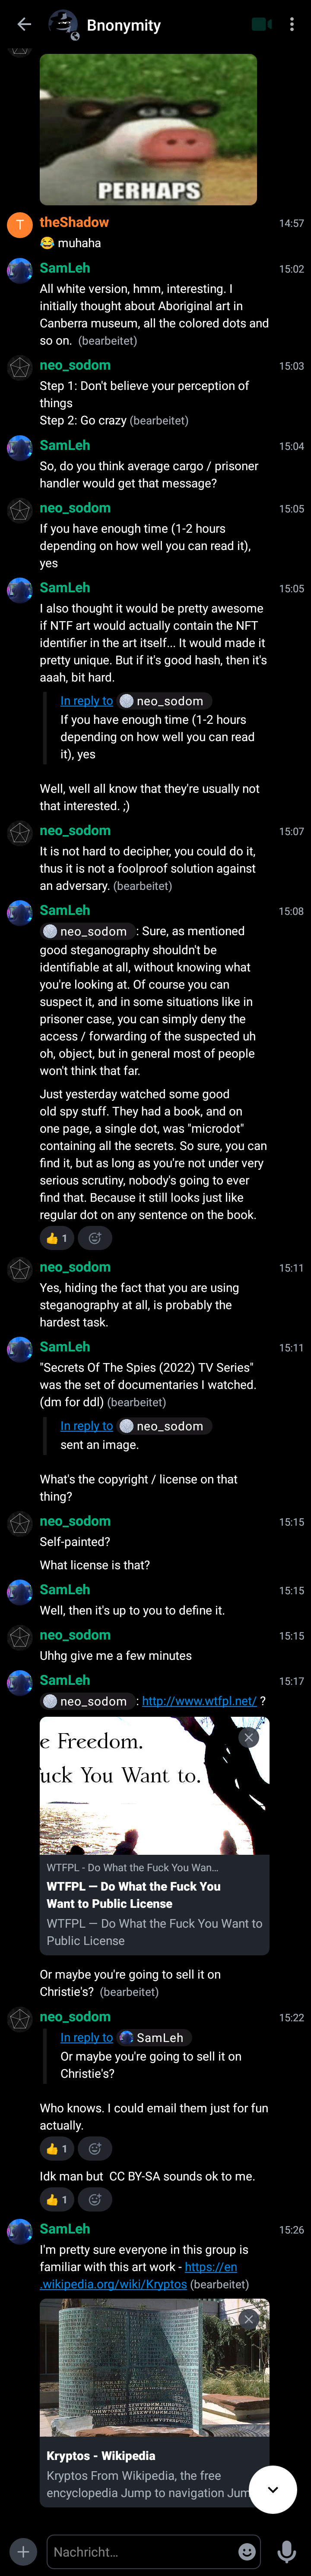 Bnonymity
PERHAPS
T theShadow 14:57
😂 muhaha
SamLeh 15:02
All white version, hmm, interesting. I
initially thought about Aboriginal art in
Canberra museum, all the colored dots and
so on. (bearbeitet)
neo_sodom 15:03
Step 1: Don't believe your perception of
things
Step 2: Go crazy (bearbeitet)
SamLeh 15:04
So, do you think average cargo / prisoner
handler would get that message?
neo_sodom 15:05
If you have enough time (1-2 hours
depending on how well you can read it),
yes
SamLeh 15:05
I also thought it would be pretty awesome
if NTF art would actually contain the NFT
identifier in the art itself... It would made it
pretty unique. But if it's good hash, then it's
aaah, bit hard.
In reply to neo_sodom
If you have enough time (1-2 hours
depending on how well you can read
it), yes
Well, well all know that they're usually not
that interested. ;)
neo_sodom 15:07
It is not hard to decipher, you could do it,
thus it is not a foolproof solution against
an adversary. (bearbeitet)
SamLeh 15:08
neo_sodom : Sure, as mentioned
good steganography shouldn't be
identifiable at all, without knowing what
you're looking at. Of course you can
suspect it, and in some situations like in
prisoner case, you can simply deny the
access / forwarding of the suspected uh
oh, object, but in general most of people
won't think that far.
Just yesterday watched some good
old spy stuff. They had a book, and on
one page, a single dot, was "microdot"
containing all the secrets. So sure, you can
find it, but as long as you're not under very
serious scrutiny, nobody's going to ever
find that. Because it still looks just like
regular dot on any sentence on the book.
👍 1
neo_sodom 15:11
Yes, hiding the fact that you are using
steganography at all, is probably the
hardest task.
SamLeh 15:11
"Secrets Of The Spies (2022) TV Series"
was the set of documentaries I watched.
(dm for ddl) (bearbeitet)
In reply to neo_sodom
sent an image.
What's the copyright / license on that
thing?
neo_sodom 15:15
Self-painted?
What license is that?
SamLeh 15:15
Well, then it's up to you to define it.
neo_sodom 15:15
Uhhg give me a few minutes
SamLeh 15:17
neo_sodom : http://www.wtfpl.net/ ?
e Freedom.
uck You Want to.
WTFPL - Do What the Fuck You Wan...
WTFPL — Do What the Fuck You
Want to Public License
WTFPL — Do What the Fuck You Want to
Public License
Or maybe you're going to sell it on
Christie's? (bearbeitet)
neo_sodom 15:22
In reply to SamLeh
Or maybe you're going to sell it on
Christie's?
Who knows. I could email them just for fun
actually.
👍 1
Idk man but CC BY-SA sounds ok to me.
👍 1
SamLeh 15:26
I'm pretty sure everyone in this group is
familiar with this art work - https://en
.wikipedia.org/wiki/Kryptos (bearbeitet)
Kryptos - Wikipedia
Kryptos From Wikipedia, the free
encyclopedia Jump to navigation Jum
Nachricht...